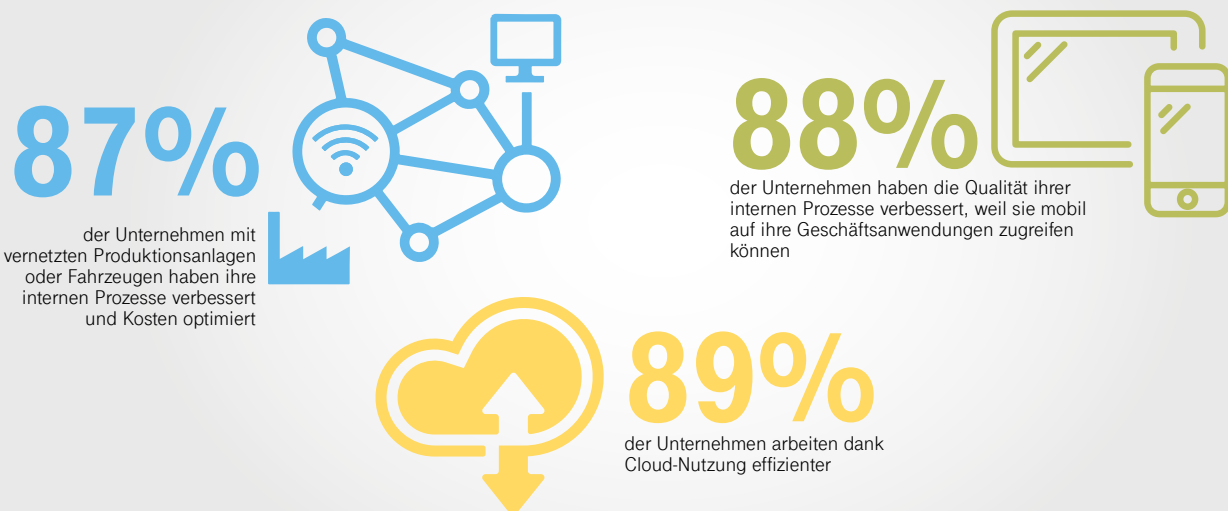 87%
der Unternehmen mit
vernetzten Produktionsanlagen
oder Fahrzeugen haben ihre
internen Prozesse verbessert
und Kosten optimiert
88%
der Unternehmen haben die Qualität ihrer
internen Prozesse verbessert, weil sie mobil
auf ihre Geschäftsanwendungen zugreifen
können
89%
der Unternehmen arbeiten dank
Cloud-Nutzung effizienter